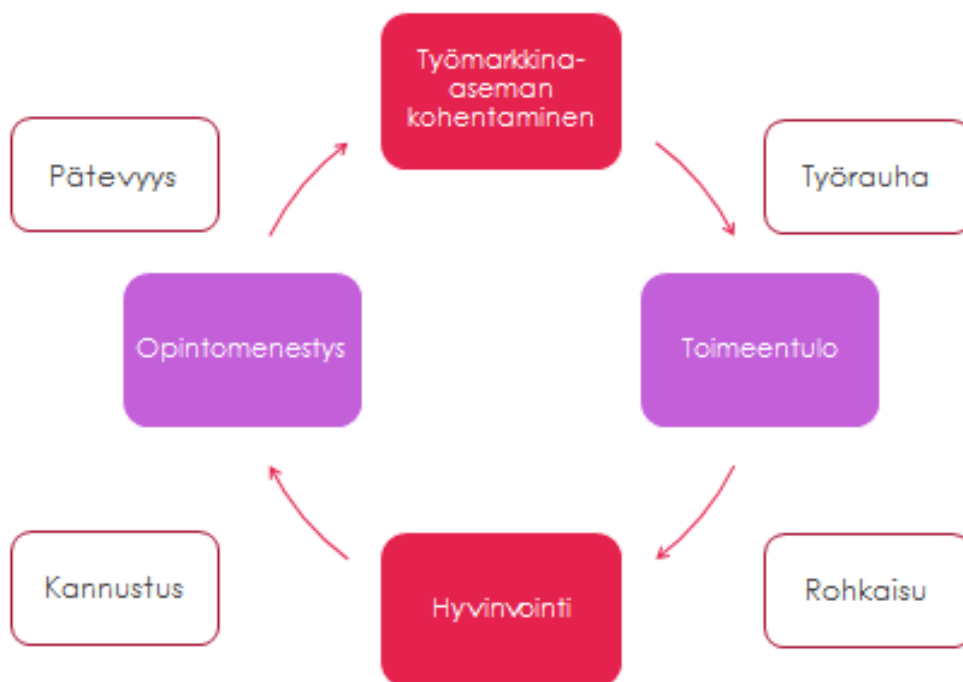 Työmarkkina-
aseman
kohentaminen
Pätevyys
Työrauha
Opintomenestys
Toimeentulo
Kannustus
Hyvinvointi
Rohkaisu